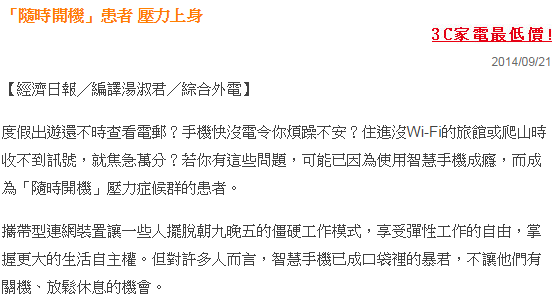 「隨時開機」患者 壓力上身
3C家電最低價!
2014/09/21
【經濟日報╱編譯湯淑君／綜合外電】
度假出遊還不時查看電郵？手機快沒電令你煩躁不安？住進沒Wi-Fi的旅館或爬山時
收不到訊號，就焦急萬分？若你有這些問題，可能已因為使用智慧手機成癮，而成
為「隨時開機」壓力症候群的患者。
攜帶型連網裝置讓一些人擺脫朝九晚五的僵硬工作模式，享受彈性工作的自由，掌
握更大的生活自主權。但對許多人而言，智慧手機已成口袋裡的暴君，不讓他們有
關機、放鬆休息的機會。